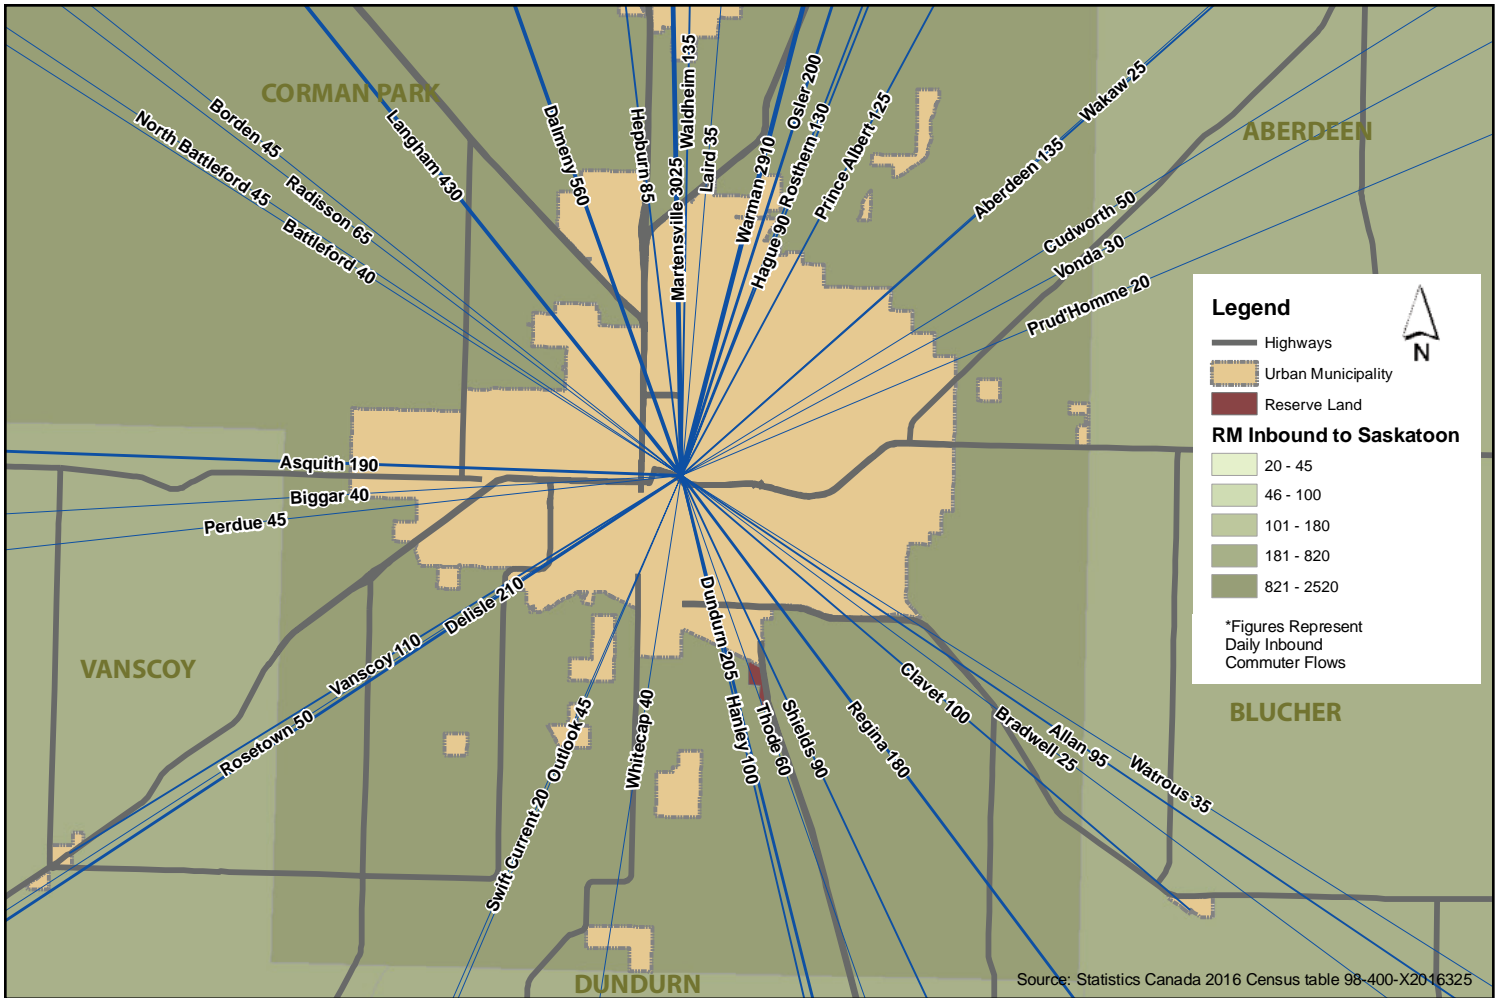 CORMAN PARK
ABERDEEN
VANSCOY
BLUCHER
DUNDURN
North Battleford 45
Borden 45
Radisson 65
Battleford 40
Langham 430
Dalmeny 560
Hepburn 85
Martensville 3025
Waldheim 135
Laird 35
Warman 2910
Osler 200
Hague 90
Rosthern 130
Prince Albert 125
Aberdeen 135
Wakaw 25
Cudworth 50
Vonda 30
Prud'Homme 20
Asquith 190
Biggar 40
Perdue 45
Delisle 210
Vanscoy 110
Rosetown 50
Swift Current 20
Outlook 45
Whitecap 40
Dundurn 205
Hanley 100
Thode 60
Shields 90
Regina 180
Clavet 100
Bradwell 25
Allan 95
Watrous 35
Legend
N
Highways
Urban Municipality
Reserve Land
RM Inbound to Saskatoon
20 - 45
46 - 100
101 - 180
181 - 820
821 - 2520
*Figures Represent
Daily Inbound
Commuter Flows
Source: Statistics Canada 2016 Census table 98-400-X2016325